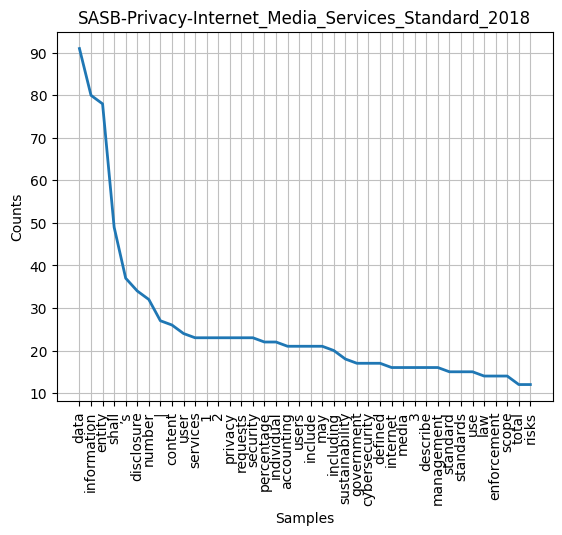 SASB-Privacy-Internet_Media_Services_Standard_2018
Counts
90
80
70
60
50
40
30
20
10
data
information
entity
shall
s
disclosure
number
|
content
user
services
1
2
privacy
requests
security
percentage
individual
accounting
users
include
may
including
sustainability
government
cybersecurity
defined
internet
media
3
describe
management
standard
standards
use
law
enforcement
scope
total
risks
Samples